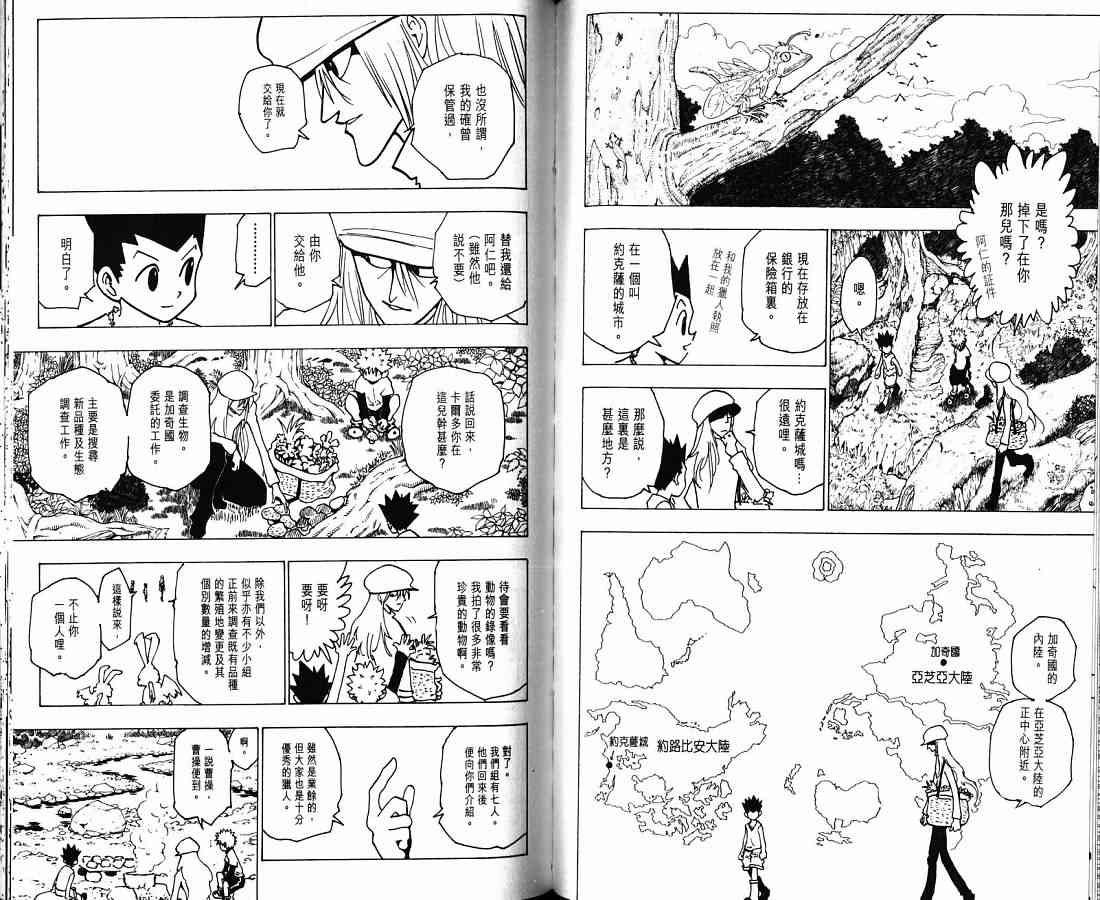 是嗎？
掉下了在你
那兒嗎？
阿仁的証件
嗯。
現在存放在
銀行的
保險箱裏。
和我的獵人執照
放在一起
在一個叫
約克薩的城市。
約克薩城嗎…
很遠哩。
那麼說，
這裏是
甚麼地方？
加奇國的
內陸。
在亞芝亞大陸的
正中心附近。
加奇國
亞芝亞大陸
約克薩城
約路比安大陸
也沒所謂，
我的確曾
保管過，
現在就
交給你了。
替我還給
阿仁吧。
（雖然他
說不要）
由你
交給他。
………
明白了。
話說回來，
卡爾多你在
這兒幹甚麼？
調查生物。
是加奇國
委託的工作。
主要是搜尋
新品種及生態
調查工作。
待會要看看
動物的錄像嗎？
我拍了很多非常
珍貴的動物啊。
要呀
要呀！
除我們以外，
似乎亦有不少小組
正前來調查既有品種
的繁殖地變更及其
個別數量的增減。
這樣說來，
不止你
一個人哩。
對了。
我們組有七人。
他們回來後
便向你們介紹。
雖然是業餘的，
但大家也是十分
優秀的獵人。
啊。
一說曹操，
曹操便到。